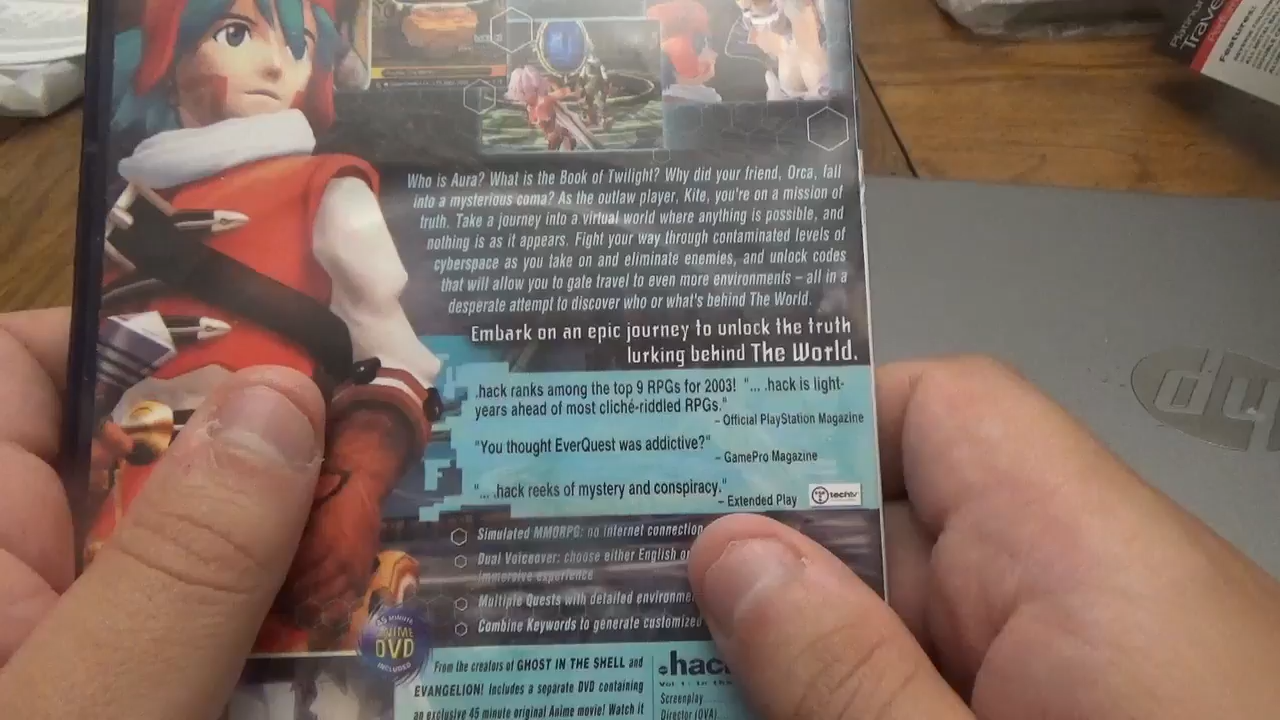 Travel
Features:
Who is Aura? What is the Book of Twilight? Why did your friend, Orca, fall
into a mysterious coma? As the outlaw player, Kite, you're on a mission of
truth. Take a journey into a virtual world where anything is possible, and
nothing is as it appears. Fight your way through contaminated levels of
cyberspace as you take on and eliminate enemies, and unlock codes
that will allow you to gate travel to even more environments – all in a
desperate attempt to discover who or what's behind The World.
Embark on an epic journey to unlock the truth
lurking behind The World.
.hack ranks among the top 9 RPGs for 2003! "... .hack is light-
years ahead of most cliché-riddled RPGs."
– Official PlayStation Magazine
"You thought EverQuest was addictive?"
– GamePro Magazine
"... .hack reeks of mystery and conspiracy."
– Extended Play
techtv
Simulated MMORPG: no internet connection
Dual Voiceover: choose either English or
immersive experience
Multiple Quests with detailed
Combine Keywords to generate customized
45 MINUTE
ANIME
DVD
INCLUDED
From the creators of GHOST IN THE SHELL and
EVANGELION! Includes a separate DVD containing
an exclusive 45 minute original Anime movie! Watch it
.hack
Vol 1: In the
Screenplay
Director (OVA)
hp